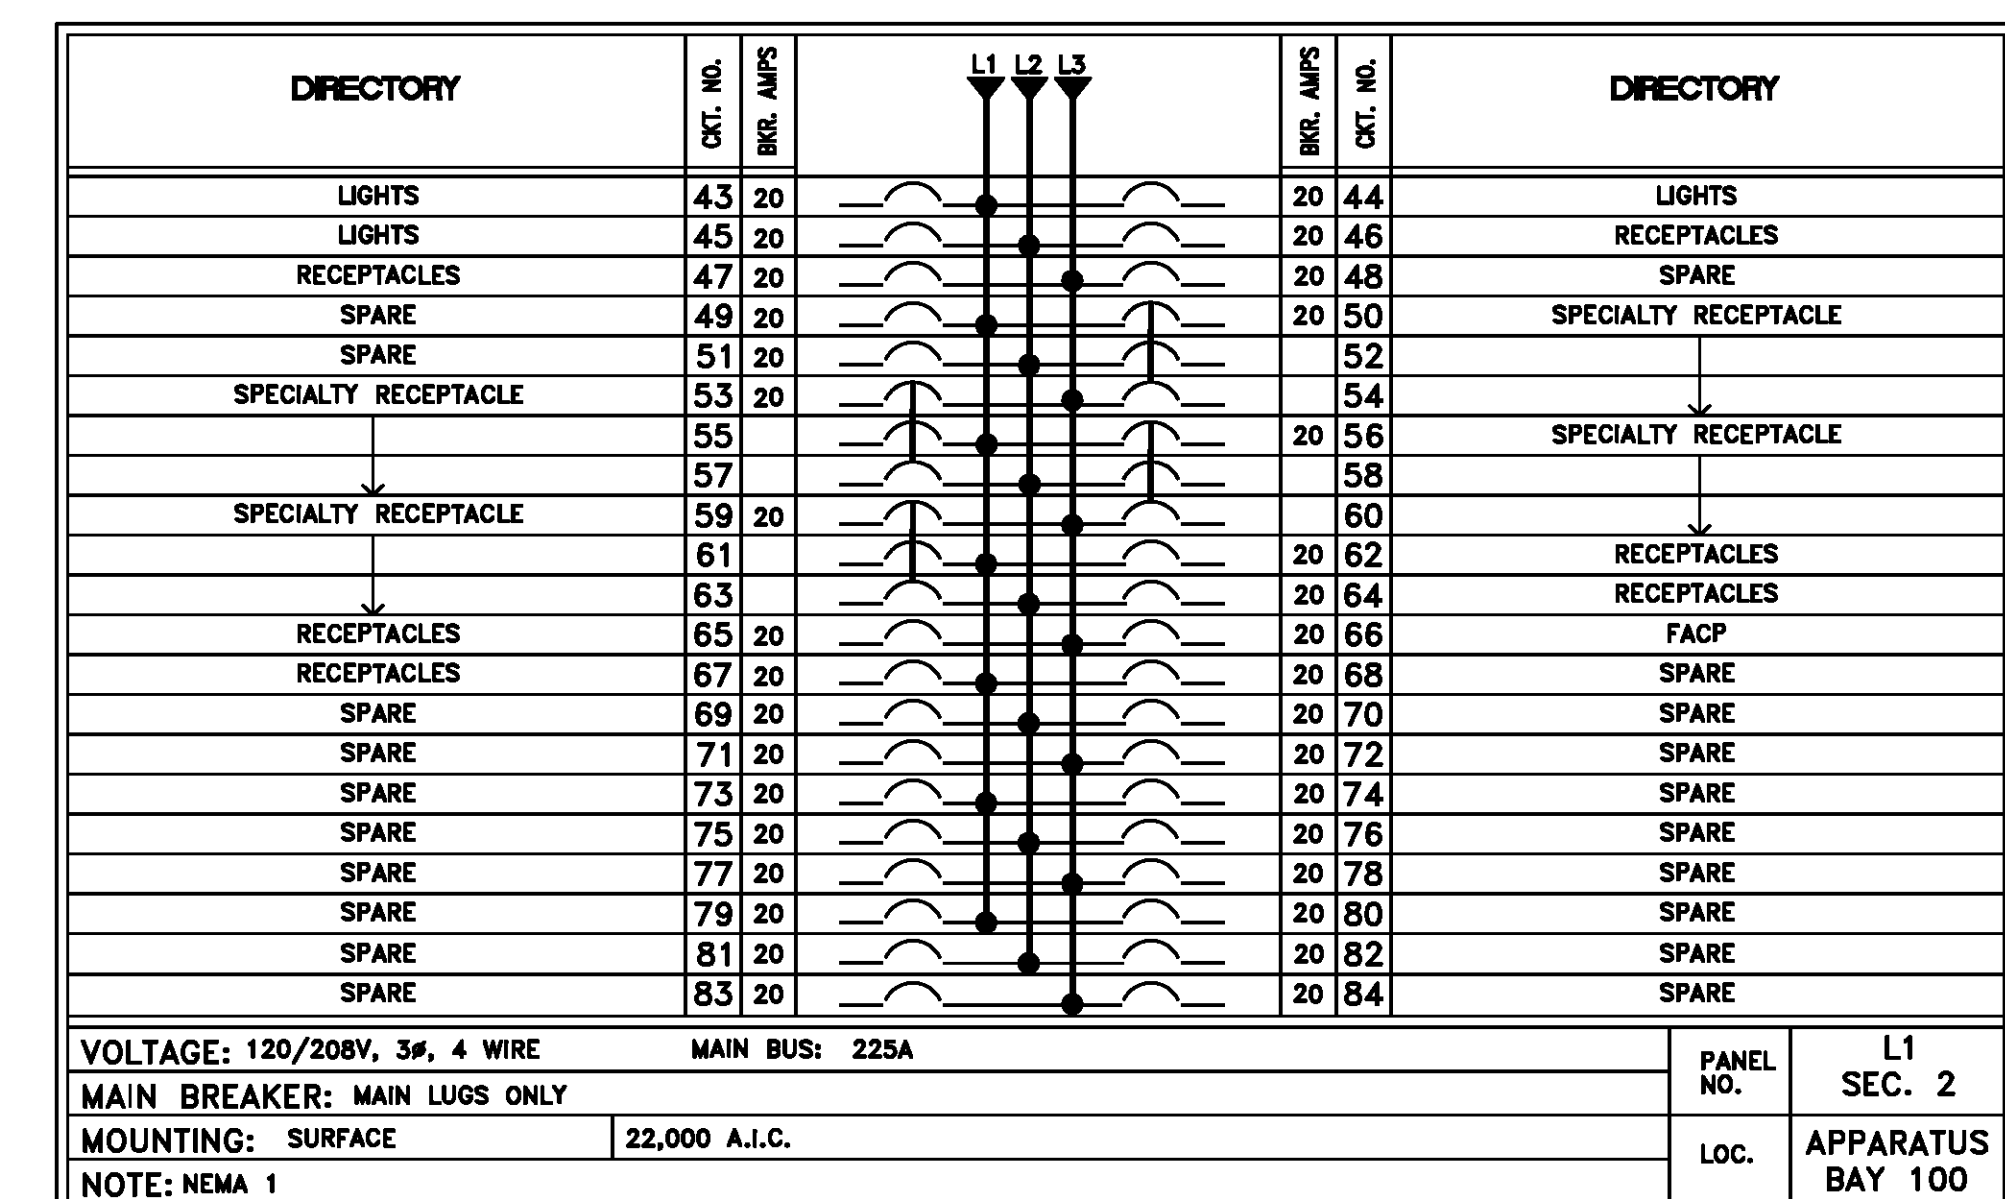 DIRECTORY CKT. NO. BKR. AMPS L1 L2 L3 BKR. AMPS CKT. NO. DIRECTORY
LIGHTS 43 20 20 44 LIGHTS
LIGHTS 45 20 20 46 RECEPTACLES
RECEPTACLES 47 20 20 48 SPARE
SPARE 49 20 20 50 SPECIALTY RECEPTACLE
SPARE 51 20 52
SPECIALTY RECEPTACLE 53 20 54
55 20 56 SPECIALTY RECEPTACLE
57 58
SPECIALTY RECEPTACLE 59 20 60
61 20 62 RECEPTACLES
63 20 64 RECEPTACLES
RECEPTACLES 65 20 20 66 FACP
RECEPTACLES 67 20 20 68 SPARE
SPARE 69 20 20 70 SPARE
SPARE 71 20 20 72 SPARE
SPARE 73 20 20 74 SPARE
SPARE 75 20 20 76 SPARE
SPARE 77 20 20 78 SPARE
SPARE 79 20 20 80 SPARE
SPARE 81 20 20 82 SPARE
SPARE 83 20 20 84 SPARE
VOLTAGE: 120/208V, 3ø, 4 WIRE MAIN BUS: 225A
MAIN BREAKER: MAIN LUGS ONLY
PANEL NO. L1
SEC. 2
MOUNTING: SURFACE 22,000 A.I.C.
NOTE: NEMA 1
LOC. APPARATUS
BAY 100